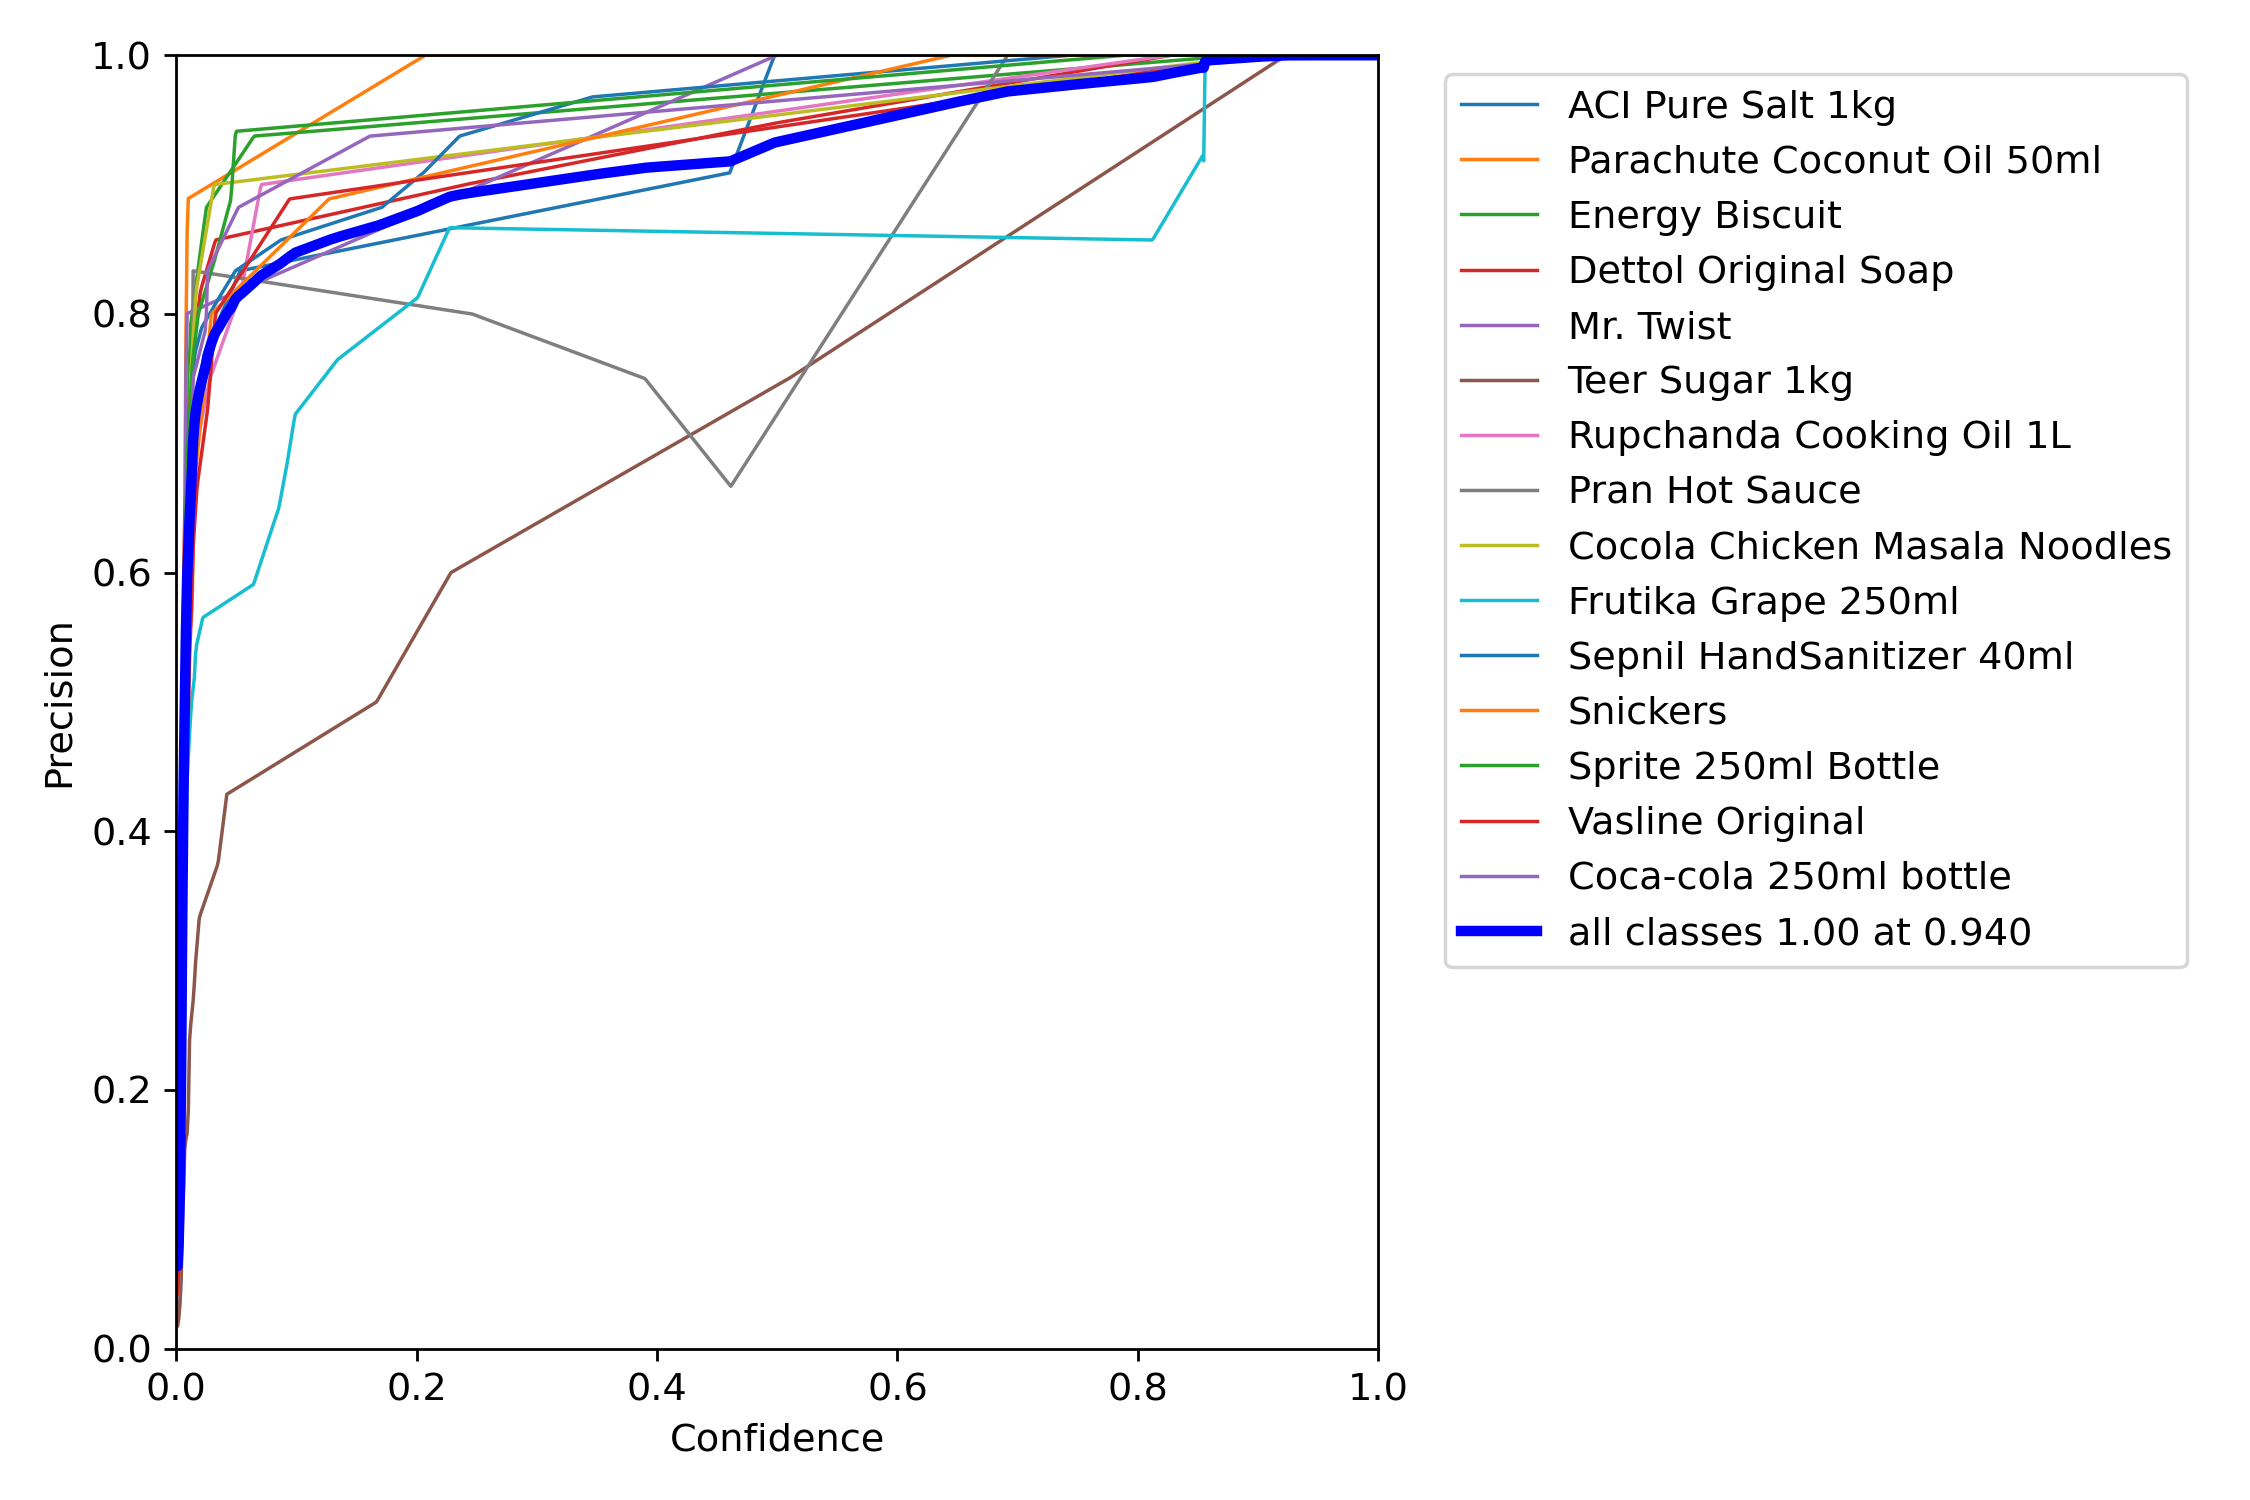 1.0
0.8
0.6
0.4
0.2
0.0
Precision
0.0 0.2 0.4 0.6 0.8 1.0
Confidence
ACI Pure Salt 1kg
Parachute Coconut Oil 50ml
Energy Biscuit
Dettol Original Soap
Mr. Twist
Teer Sugar 1kg
Rupchanda Cooking Oil 1L
Pran Hot Sauce
Cocola Chicken Masala Noodles
Frutika Grape 250ml
Sepnil HandSanitizer 40ml
Snickers
Sprite 250ml Bottle
Vasline Original
Coca-cola 250ml bottle
all classes 1.00 at 0.940